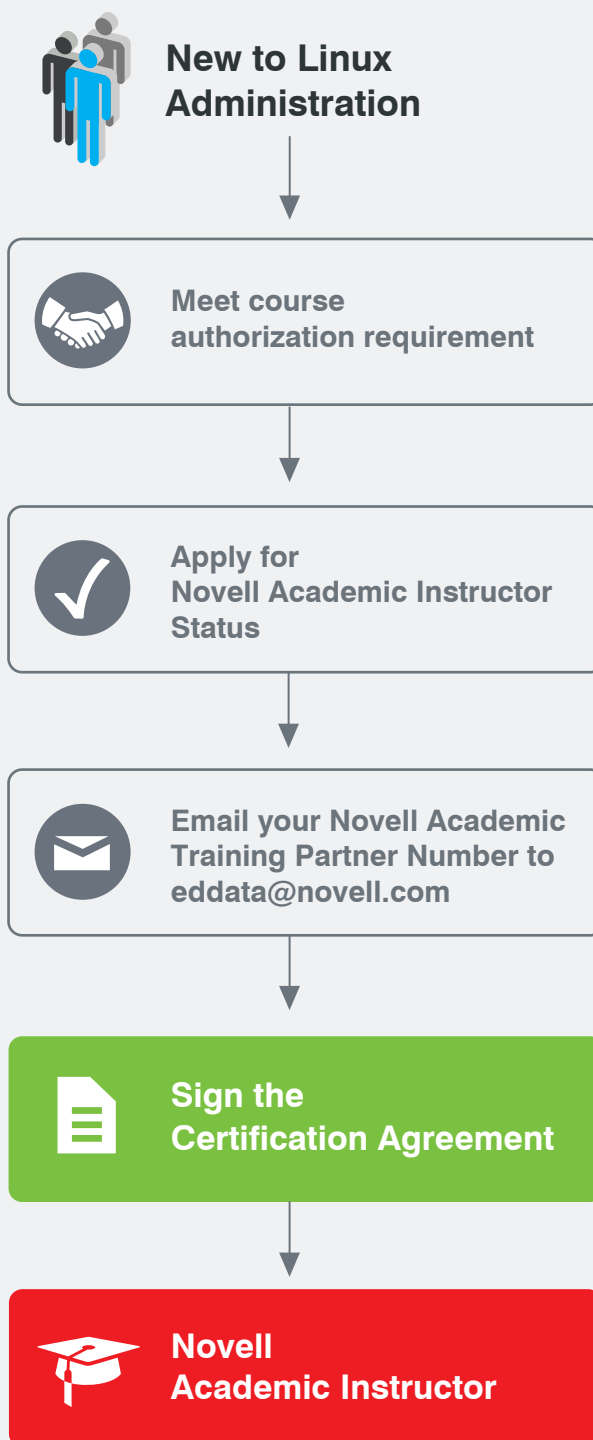 New to Linux
Administration
Meet course
authorization requirement
Apply for
Novell Academic Instructor
Status
Email your Novell Academic
Training Partner Number to
eddata@novell.com
Sign the
Certification Agreement
Novell
Academic Instructor